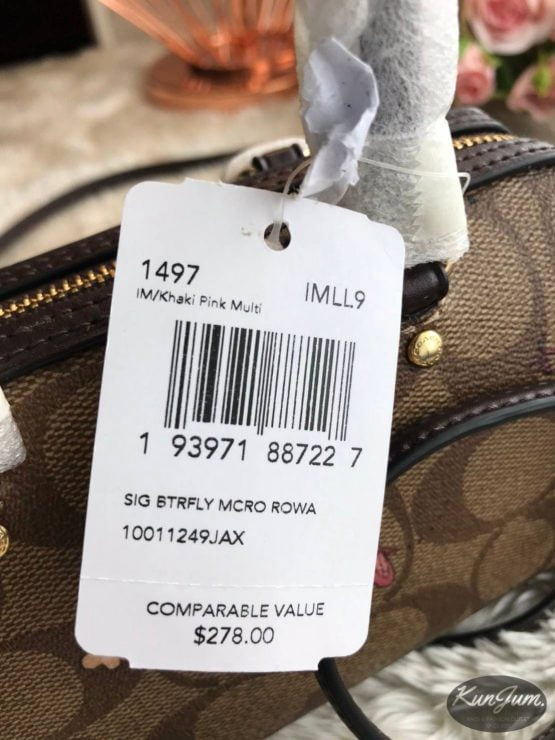 1497
IM/Khaki Pink Multi
IMLL9
1 93971 88722 7
SIG BTRFLY MCRO ROWA
10011249JAX
COMPARABLE VALUE
$278.00
KunJum.